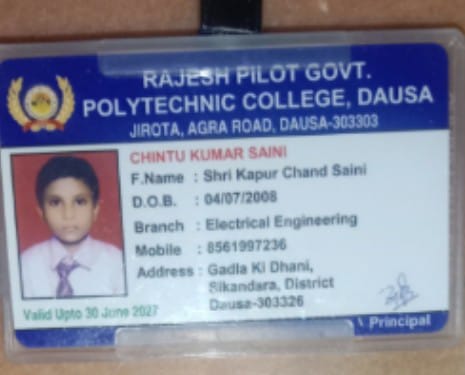 RAJESH PILOT GOVT.
POLYTECHNIC COLLEGE, DAUSA
JIROTA, AGRA ROAD, DAUSA-303303
CHINTU KUMAR SAINI
F.Name : Shri Kapur Chand Saini
D.O.B. : 04/07/2008
Branch : Electrical Engineering
Mobile : 8561997236
Address : Gadla Ki Dhani,
Sikandara, District
Dausa-303326
Valid Upto 30 June 2027
Principal